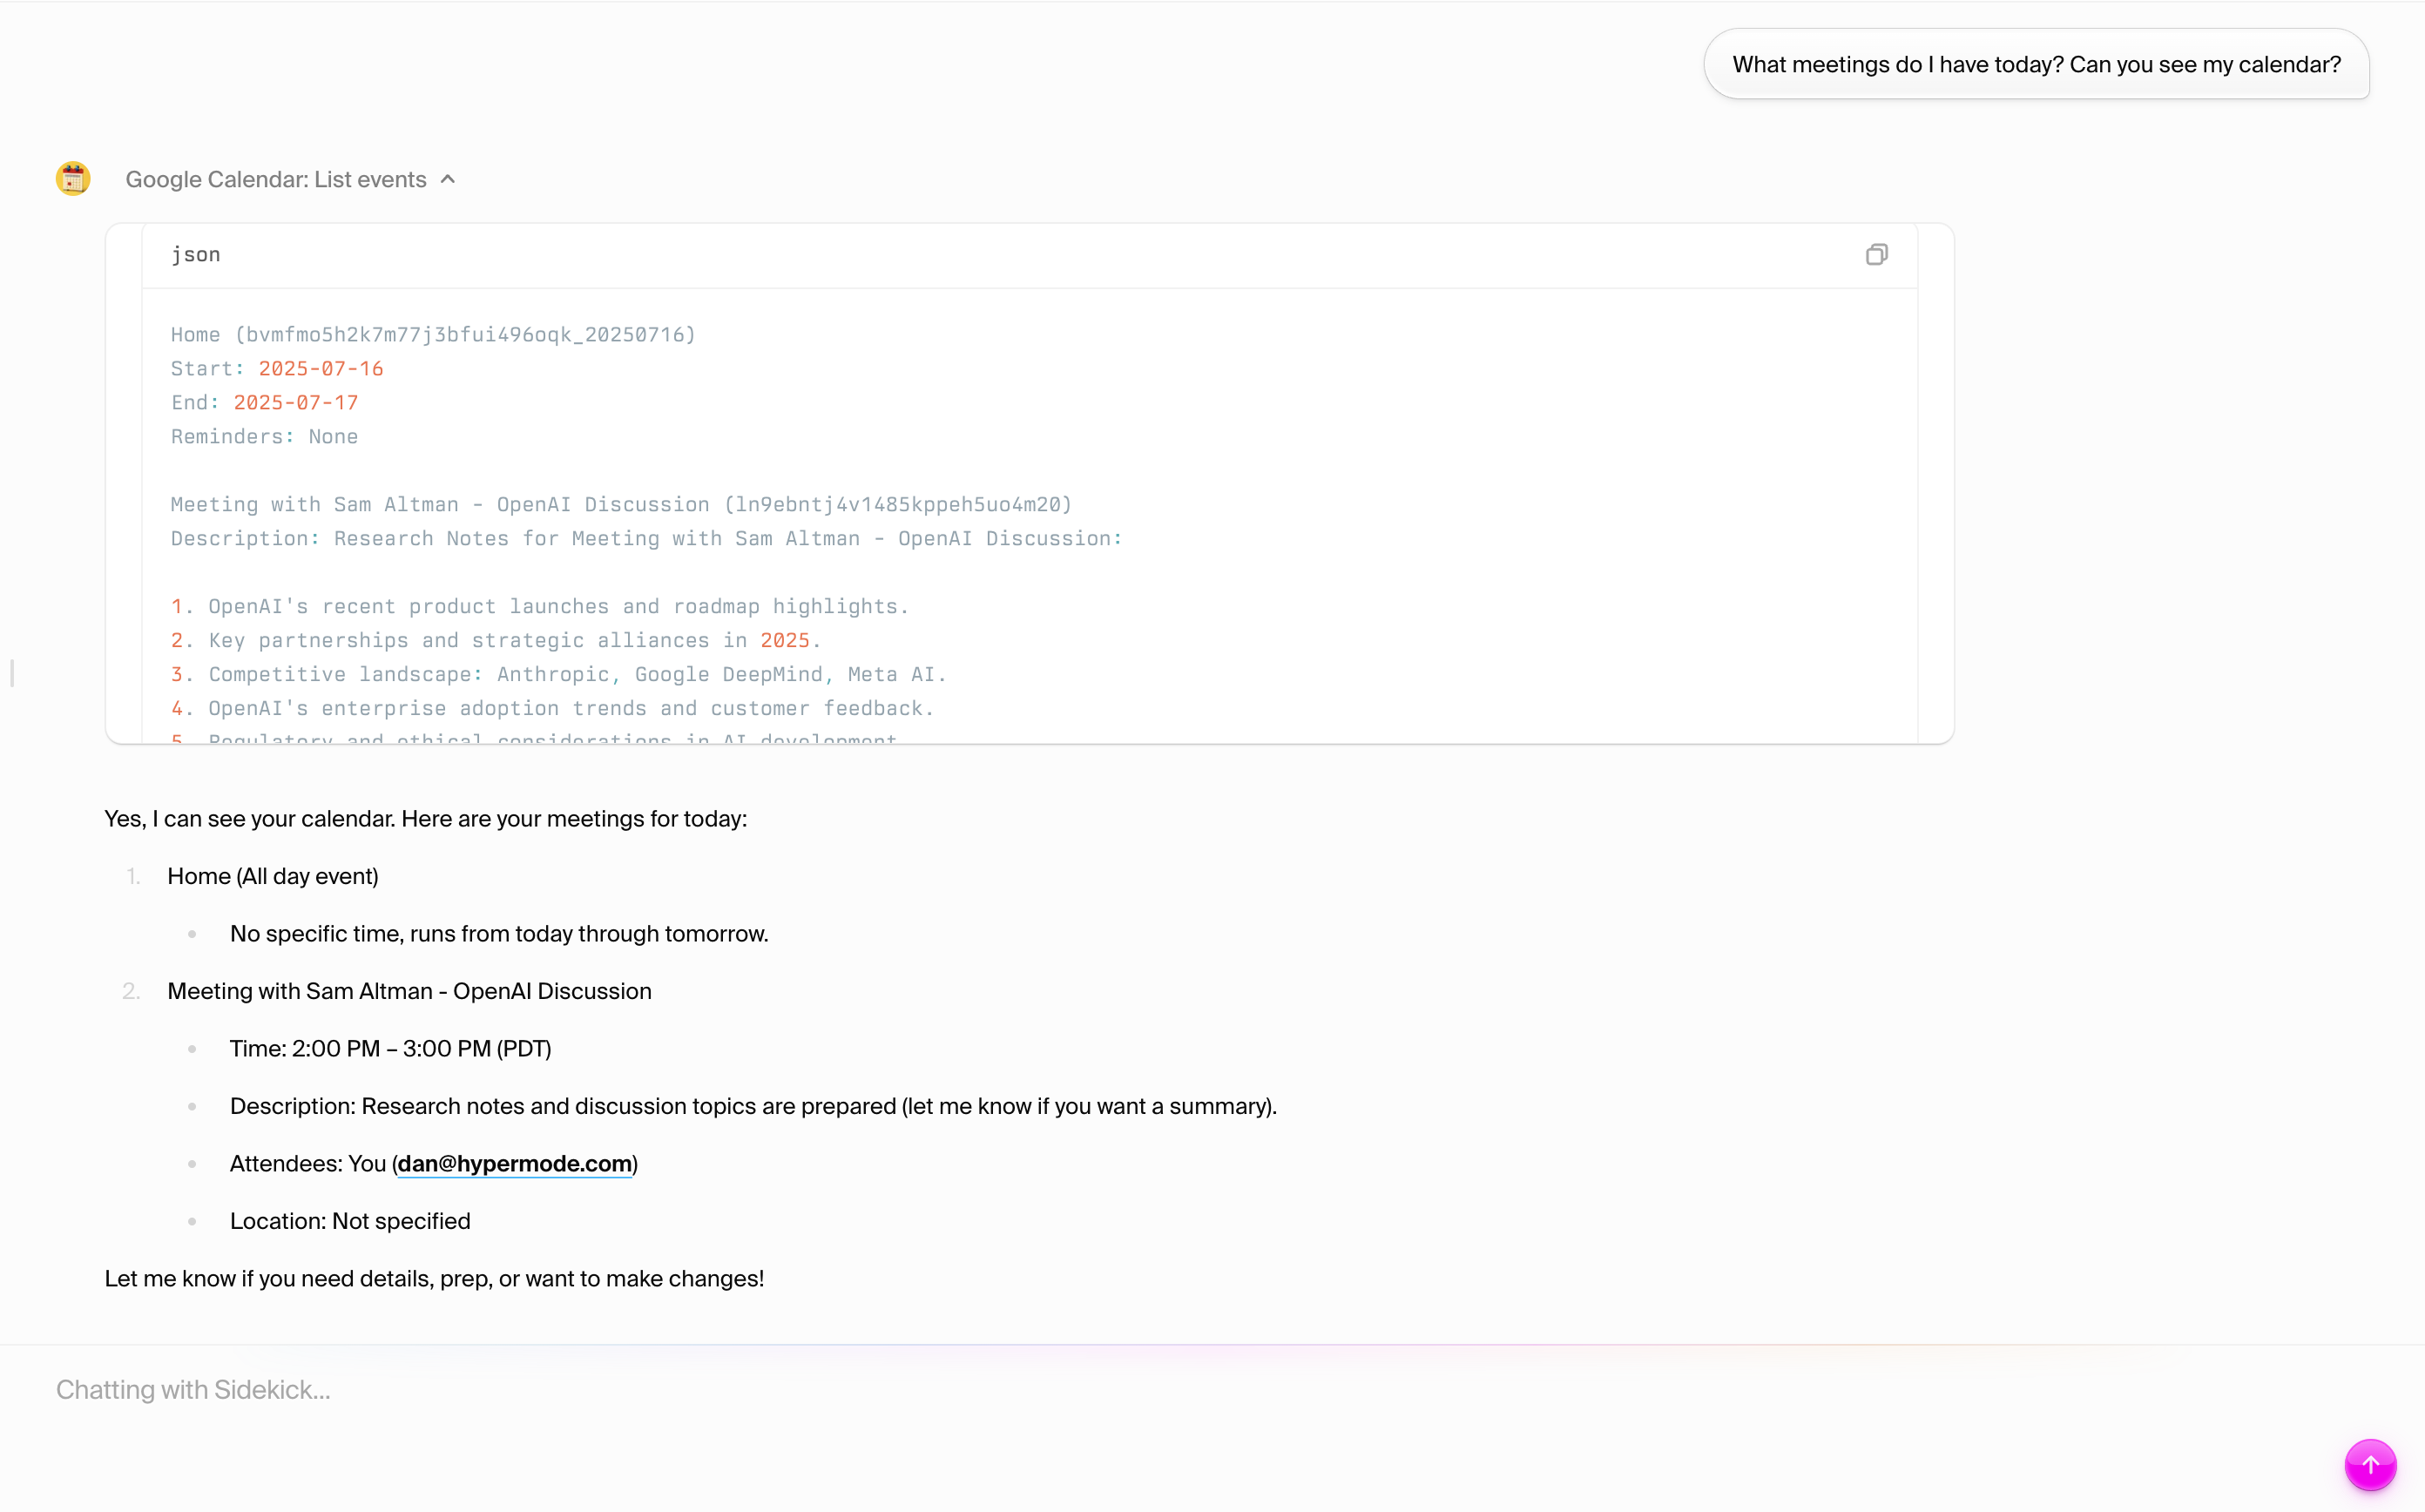 What meetings do I have today? Can you see my calendar?
Google Calendar: List events
json
Home (bvmfmo5h2k7m77j3bfui496oqk_20250716)
Start: 2025-07-16
End: 2025-07-17
Reminders: None
Meeting with Sam Altman - OpenAI Discussion (ln9ebntj4v1485kppeh5uo4m20)
Description: Research Notes for Meeting with Sam Altman - OpenAI Discussion:
1. OpenAI's recent product launches and roadmap highlights.
2. Key partnerships and strategic alliances in 2025.
3. Competitive landscape: Anthropic, Google DeepMind, Meta AI.
4. OpenAI's enterprise adoption trends and customer feedback.
5. Regulatory and ethical considerations in AI development.
Yes, I can see your calendar. Here are your meetings for today:
1. Home (All day event)
• No specific time, runs from today through tomorrow.
2. Meeting with Sam Altman - OpenAI Discussion
• Time: 2:00 PM – 3:00 PM (PDT)
• Description: Research notes and discussion topics are prepared (let me know if you want a summary).
• Attendees: You (dan@hypermode.com)
• Location: Not specified
Let me know if you need details, prep, or want to make changes!
Chatting with Sidekick...